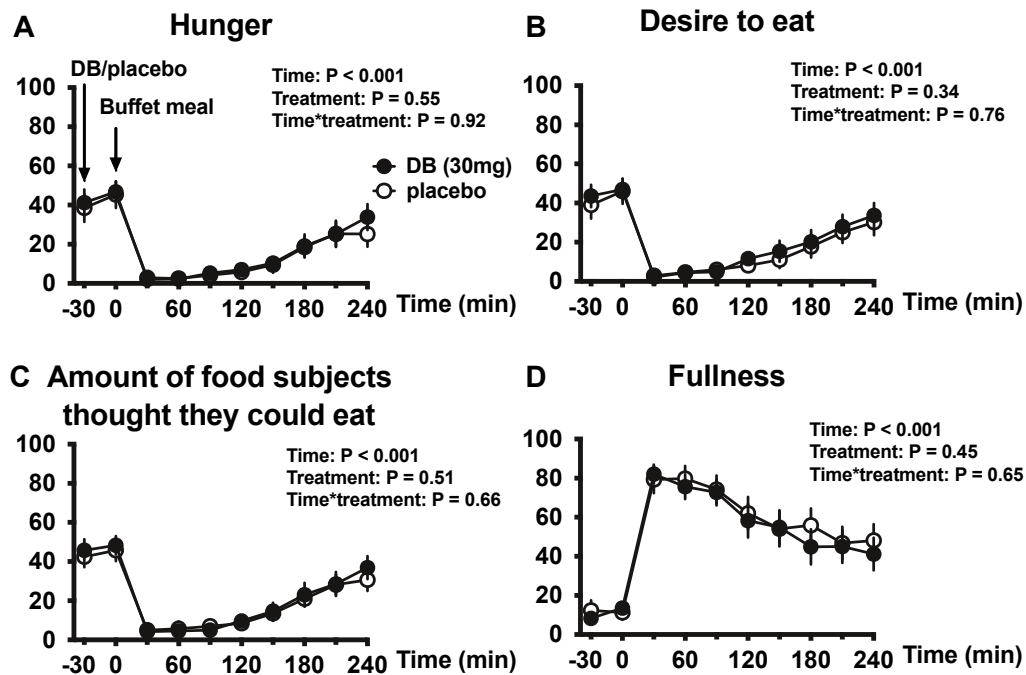 A Hunger
DB/placebo
Buffet meal
Time: P < 0.001
Treatment: P = 0.55
Time*treatment: P = 0.92
DB (30mg)
placebo
100
80
60
40
20
0
-30 0 60 120 180 240 Time (min)
B Desire to eat
Time: P < 0.001
Treatment: P = 0.34
Time*treatment: P = 0.76
100
80
60
40
20
0
-30 0 60 120 180 240 Time (min)
C Amount of food subjects
thought they could eat
Time: P < 0.001
Treatment: P = 0.51
Time*treatment: P = 0.66
100
80
60
40
20
0
-30 0 60 120 180 240 Time (min)
D Fullness
Time: P < 0.001
Treatment: P = 0.45
Time*treatment: P = 0.65
100
80
60
40
20
0
-30 0 60 120 180 240 Time (min)